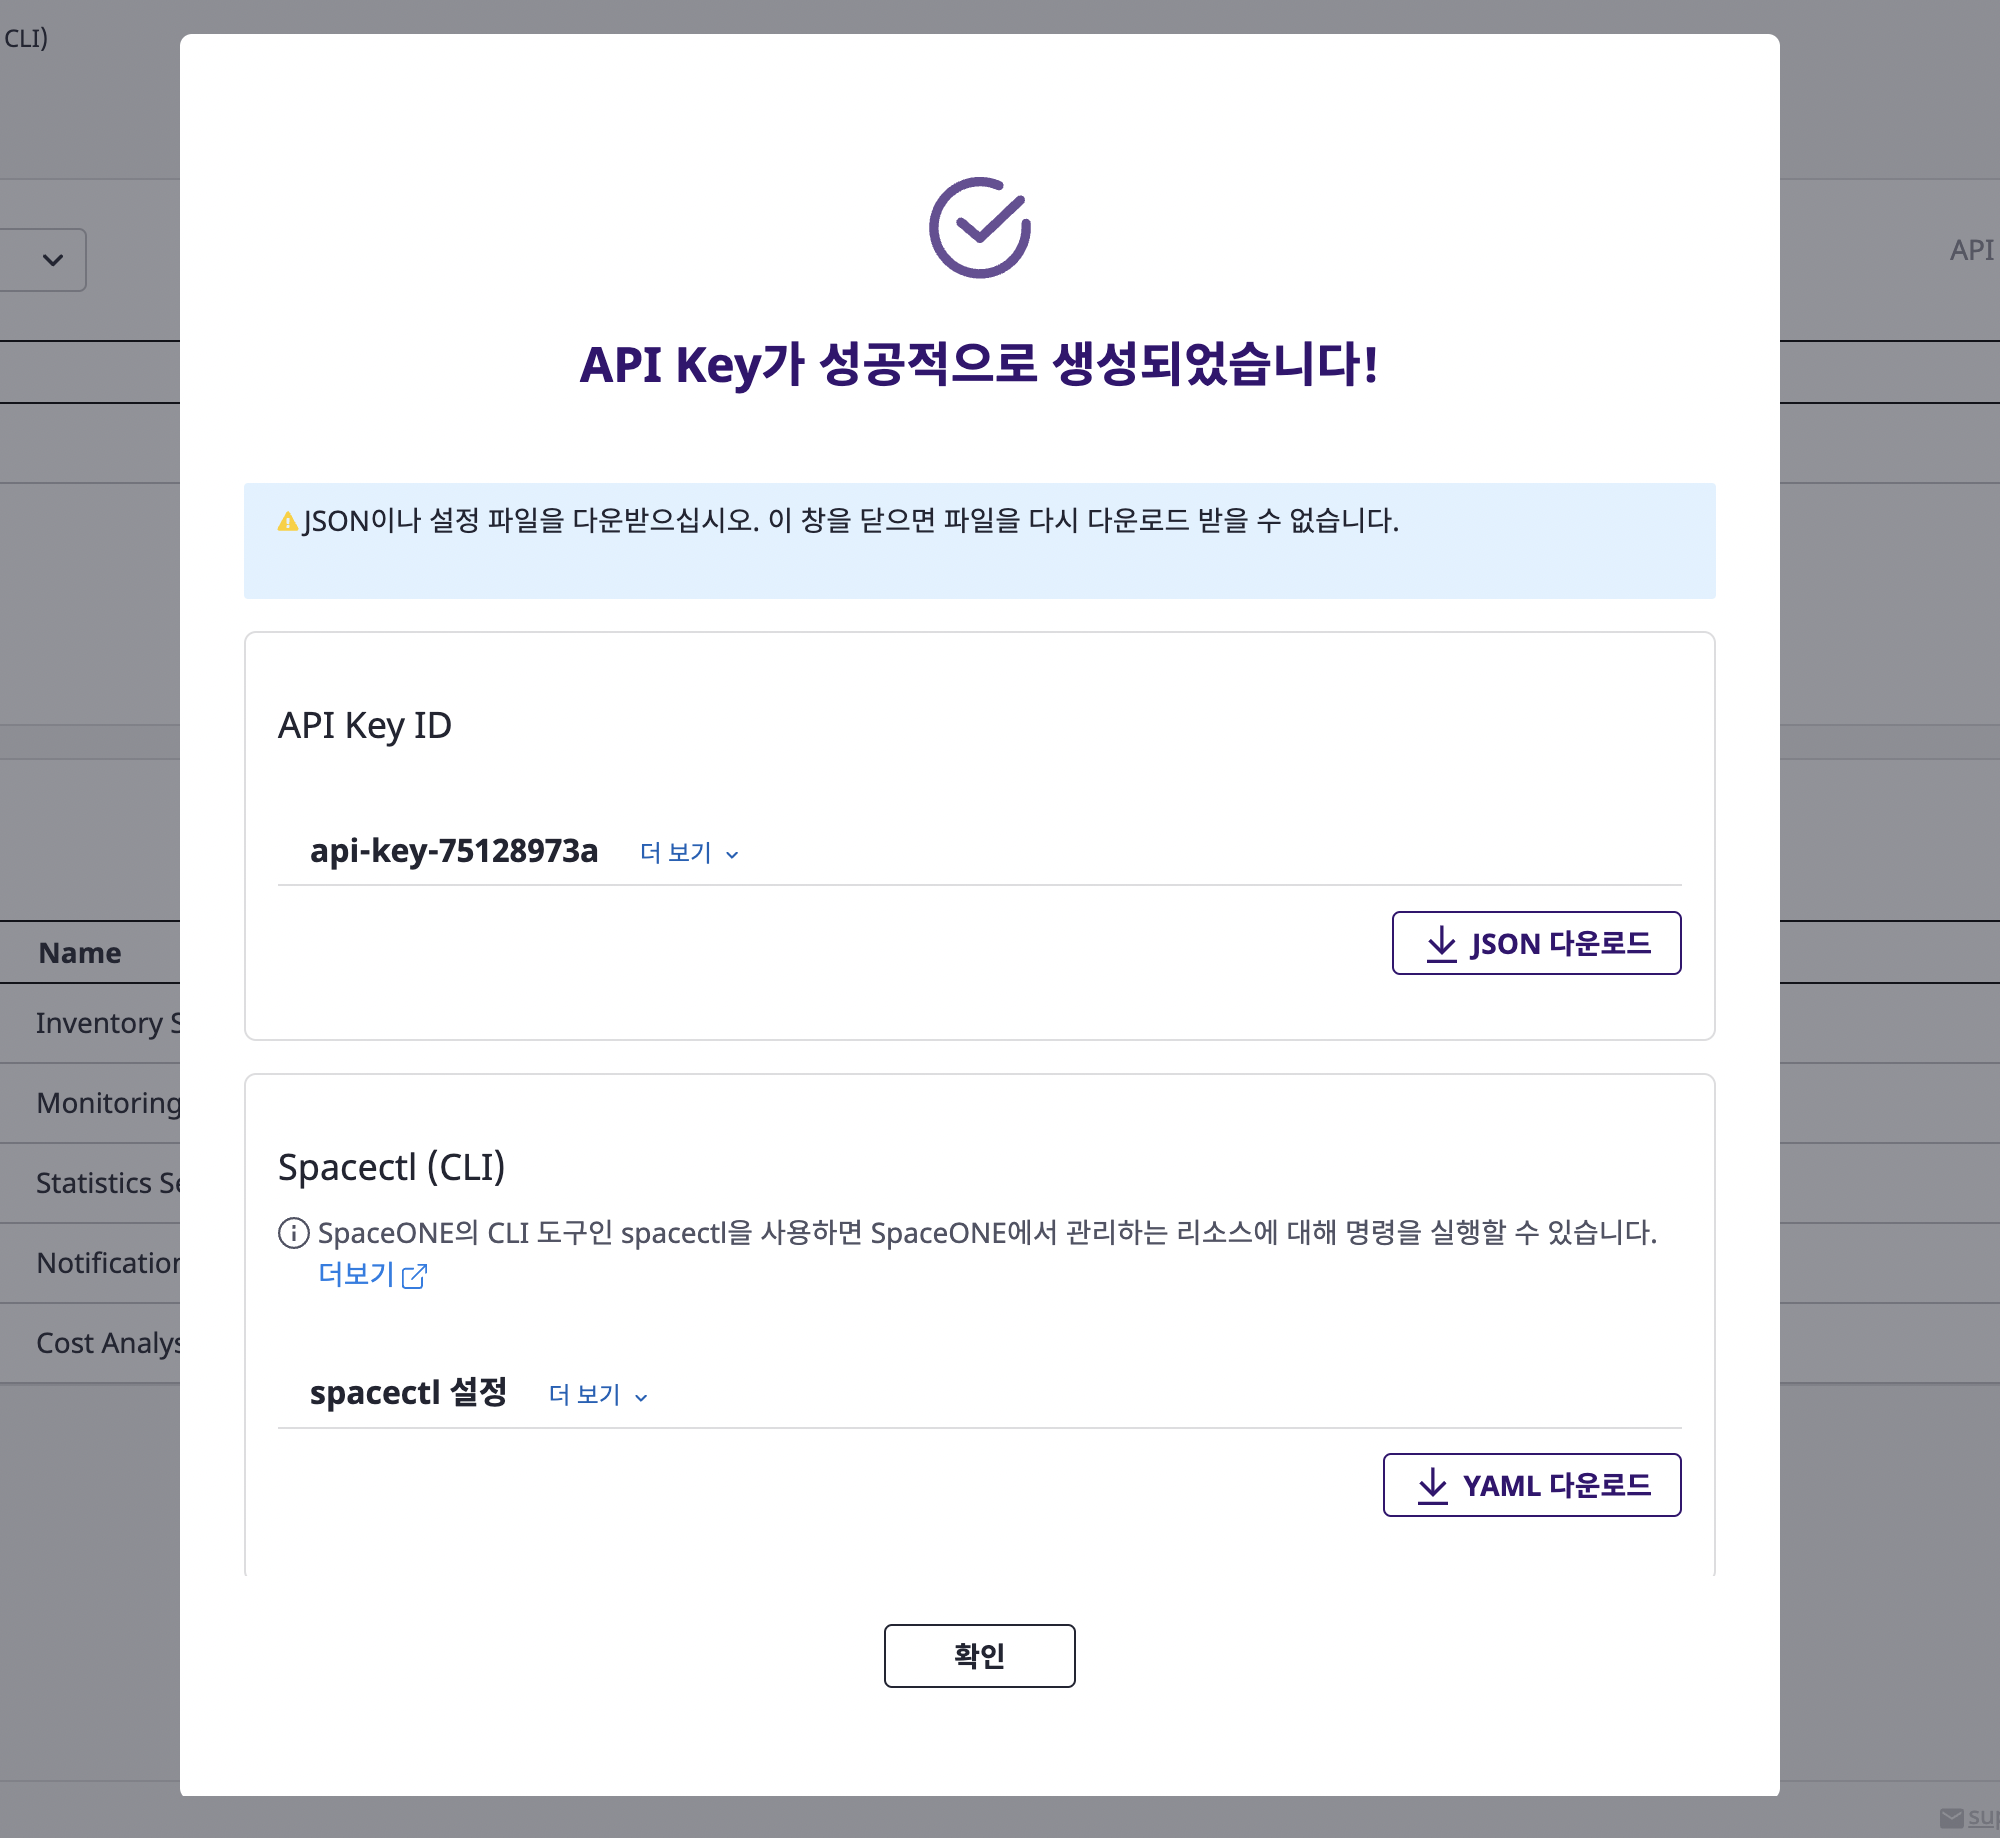 CLI)
API
API Key가 성공적으로 생성되었습니다!
JSON이나 설정 파일을 다운받으십시오. 이 창을 닫으면 파일을 다시 다운로드 받을 수 없습니다.
API Key ID
api-key-75128973a 더 보기
JSON 다운로드
Name
Inventory S
Monitoring
Statistics Se
Notification
Cost Analys
Spacectl (CLI)
SpaceONE의 CLI 도구인 spacectl을 사용하면 SpaceONE에서 관리하는 리소스에 대해 명령을 실행할 수 있습니다.
더보기
spacectl 설정 더 보기
YAML 다운로드
확인
sup